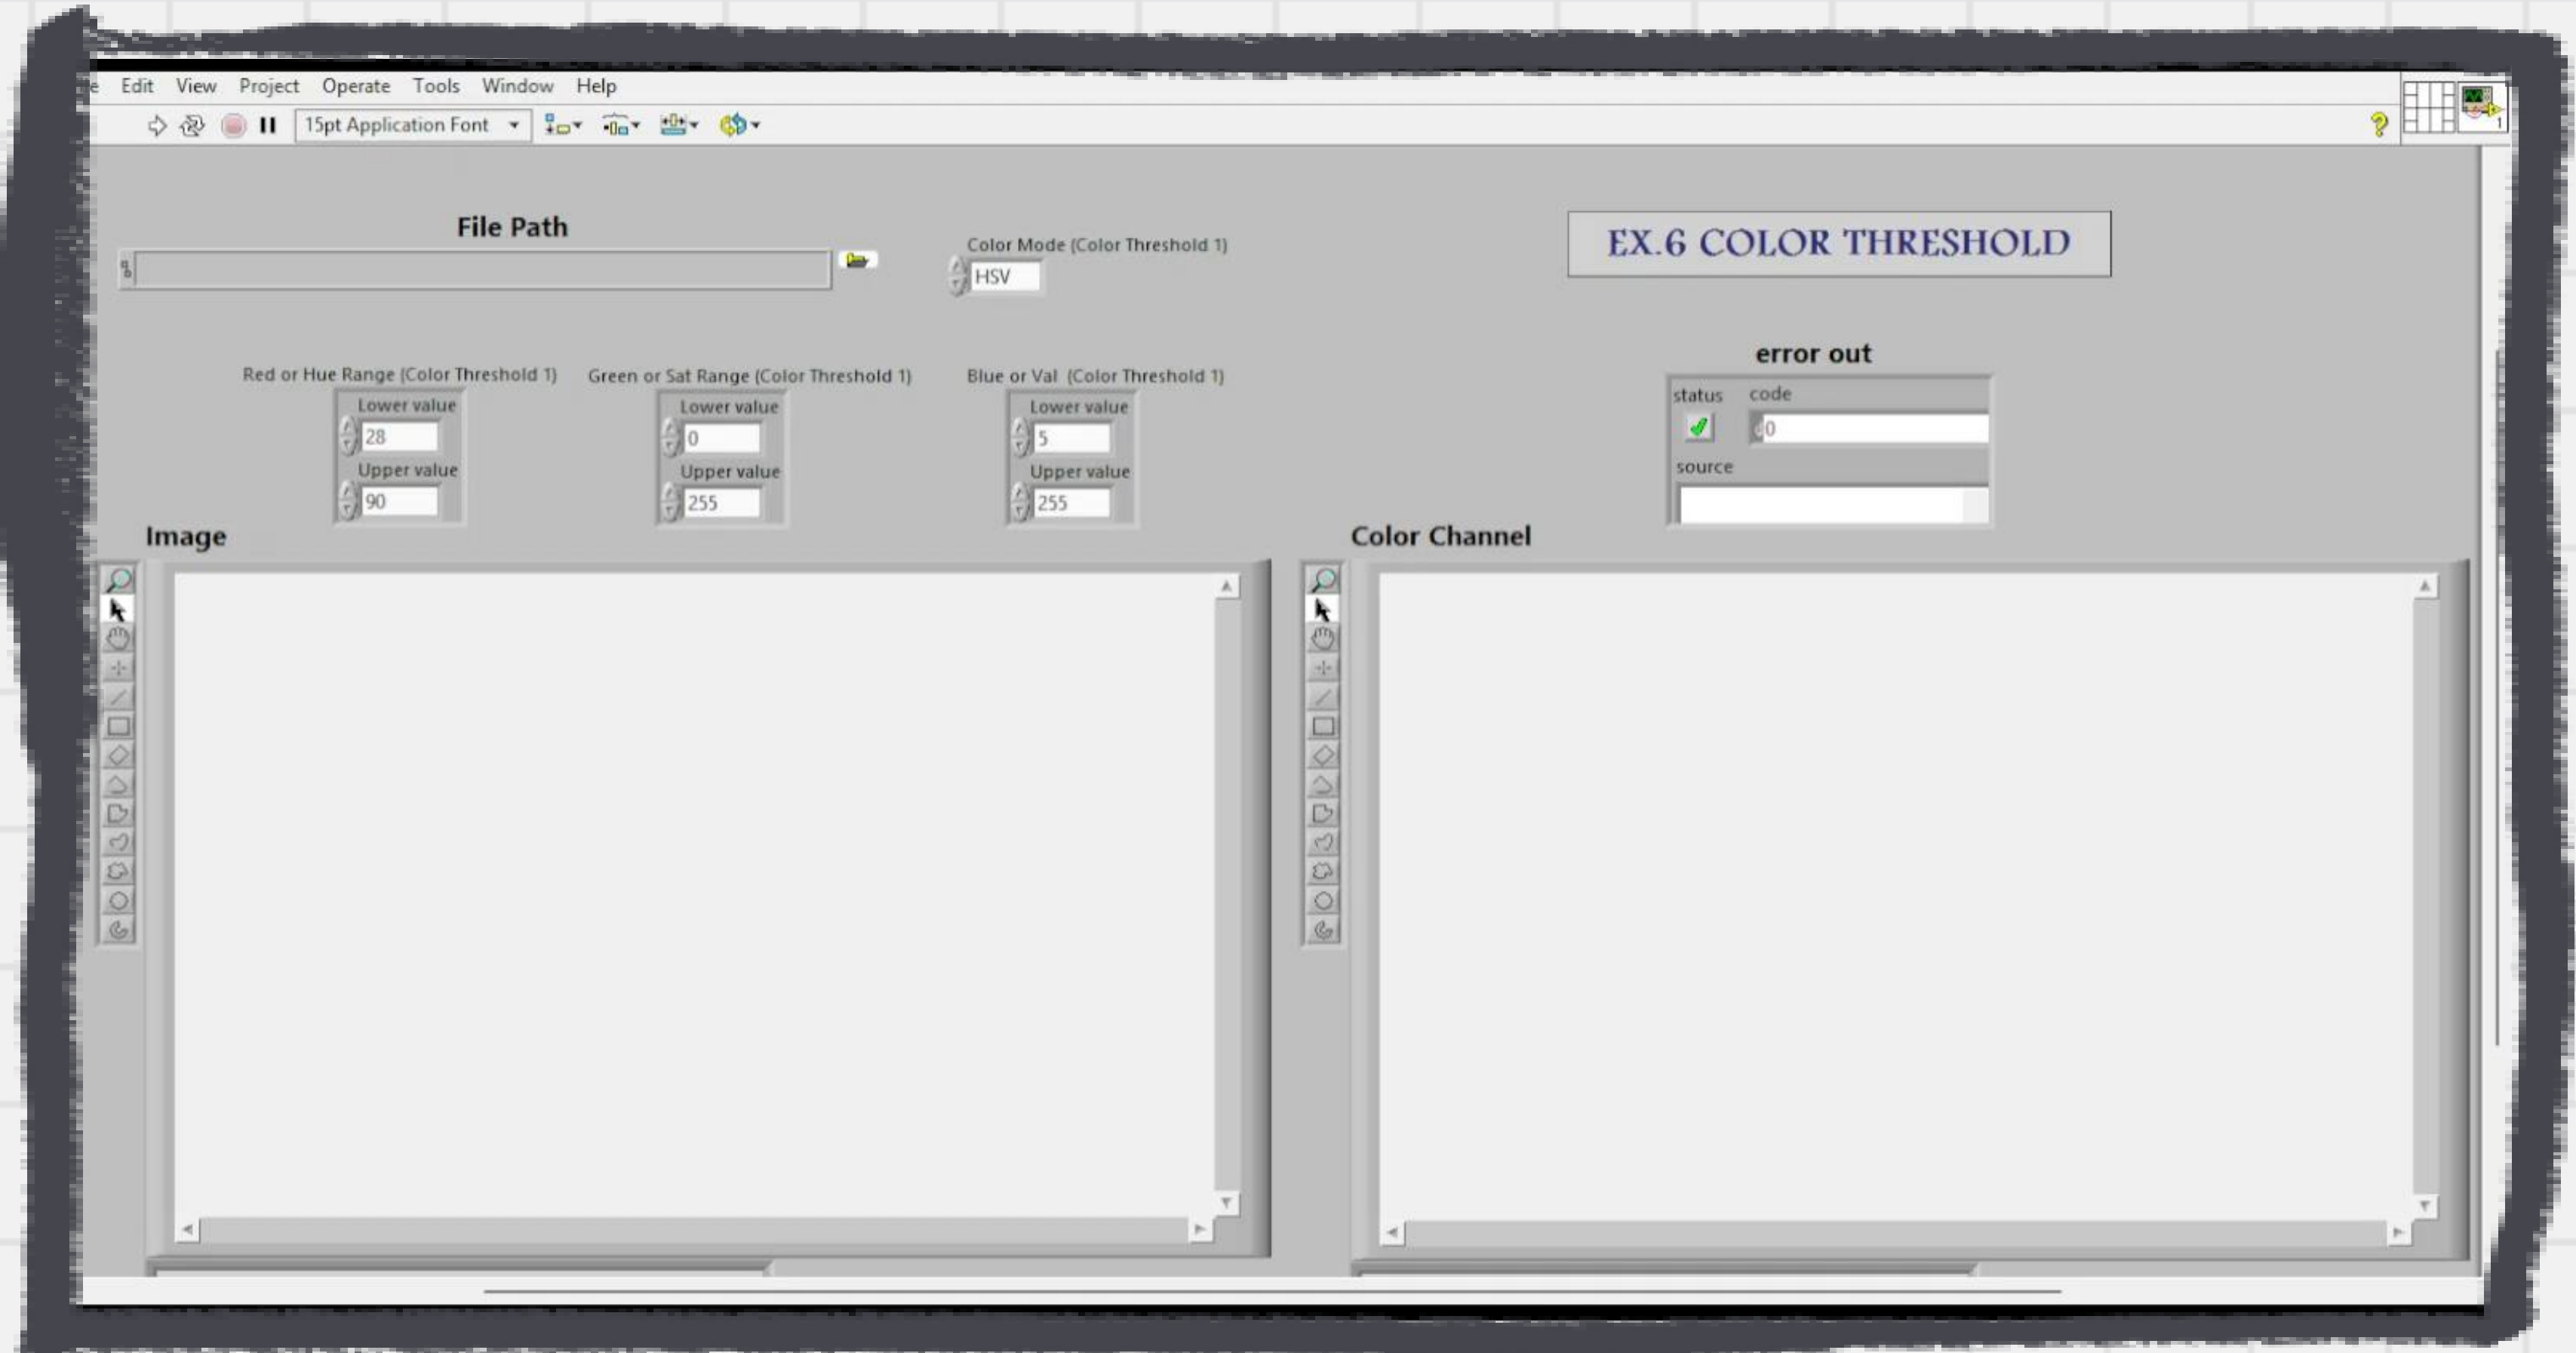 Edit View Project Operate Tools Window Help
15pt Application Font
File Path
Color Mode (Color Threshold 1)
HSV
EX.6 COLOR THRESHOLD
error out
status code
0
source
Red or Hue Range (Color Threshold 1)
Lower value
28
Upper value
90
Green or Sat Range (Color Threshold 1)
Lower value
0
Upper value
255
Blue or Val (Color Threshold 1)
Lower value
5
Upper value
255
Image
Color Channel
1